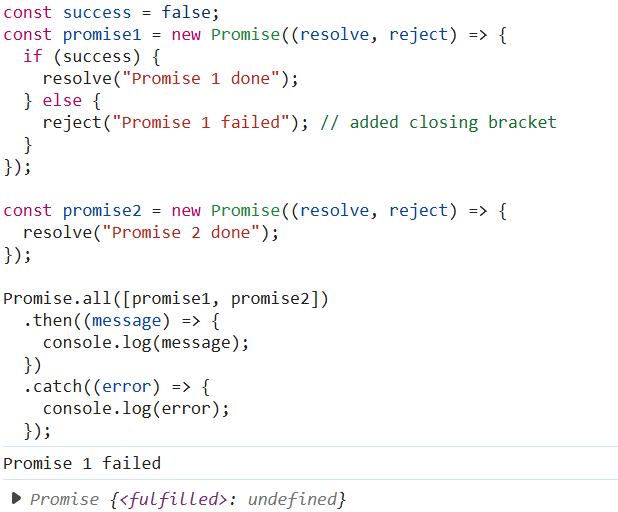 const success = false;
const promise1 = new Promise((resolve, reject) => {
  if (success) {
    resolve("Promise 1 done");
  } else {
    reject("Promise 1 failed"); // added closing bracket
  }
});

const promise2 = new Promise((resolve, reject) => {
  resolve("Promise 2 done");
});

Promise.all([promise1, promise2])
  .then((message) => {
    console.log(message);
  })
  .catch((error) => {
    console.log(error);
  });
Promise 1 failed
▶ Promise {<fulfilled>: undefined}